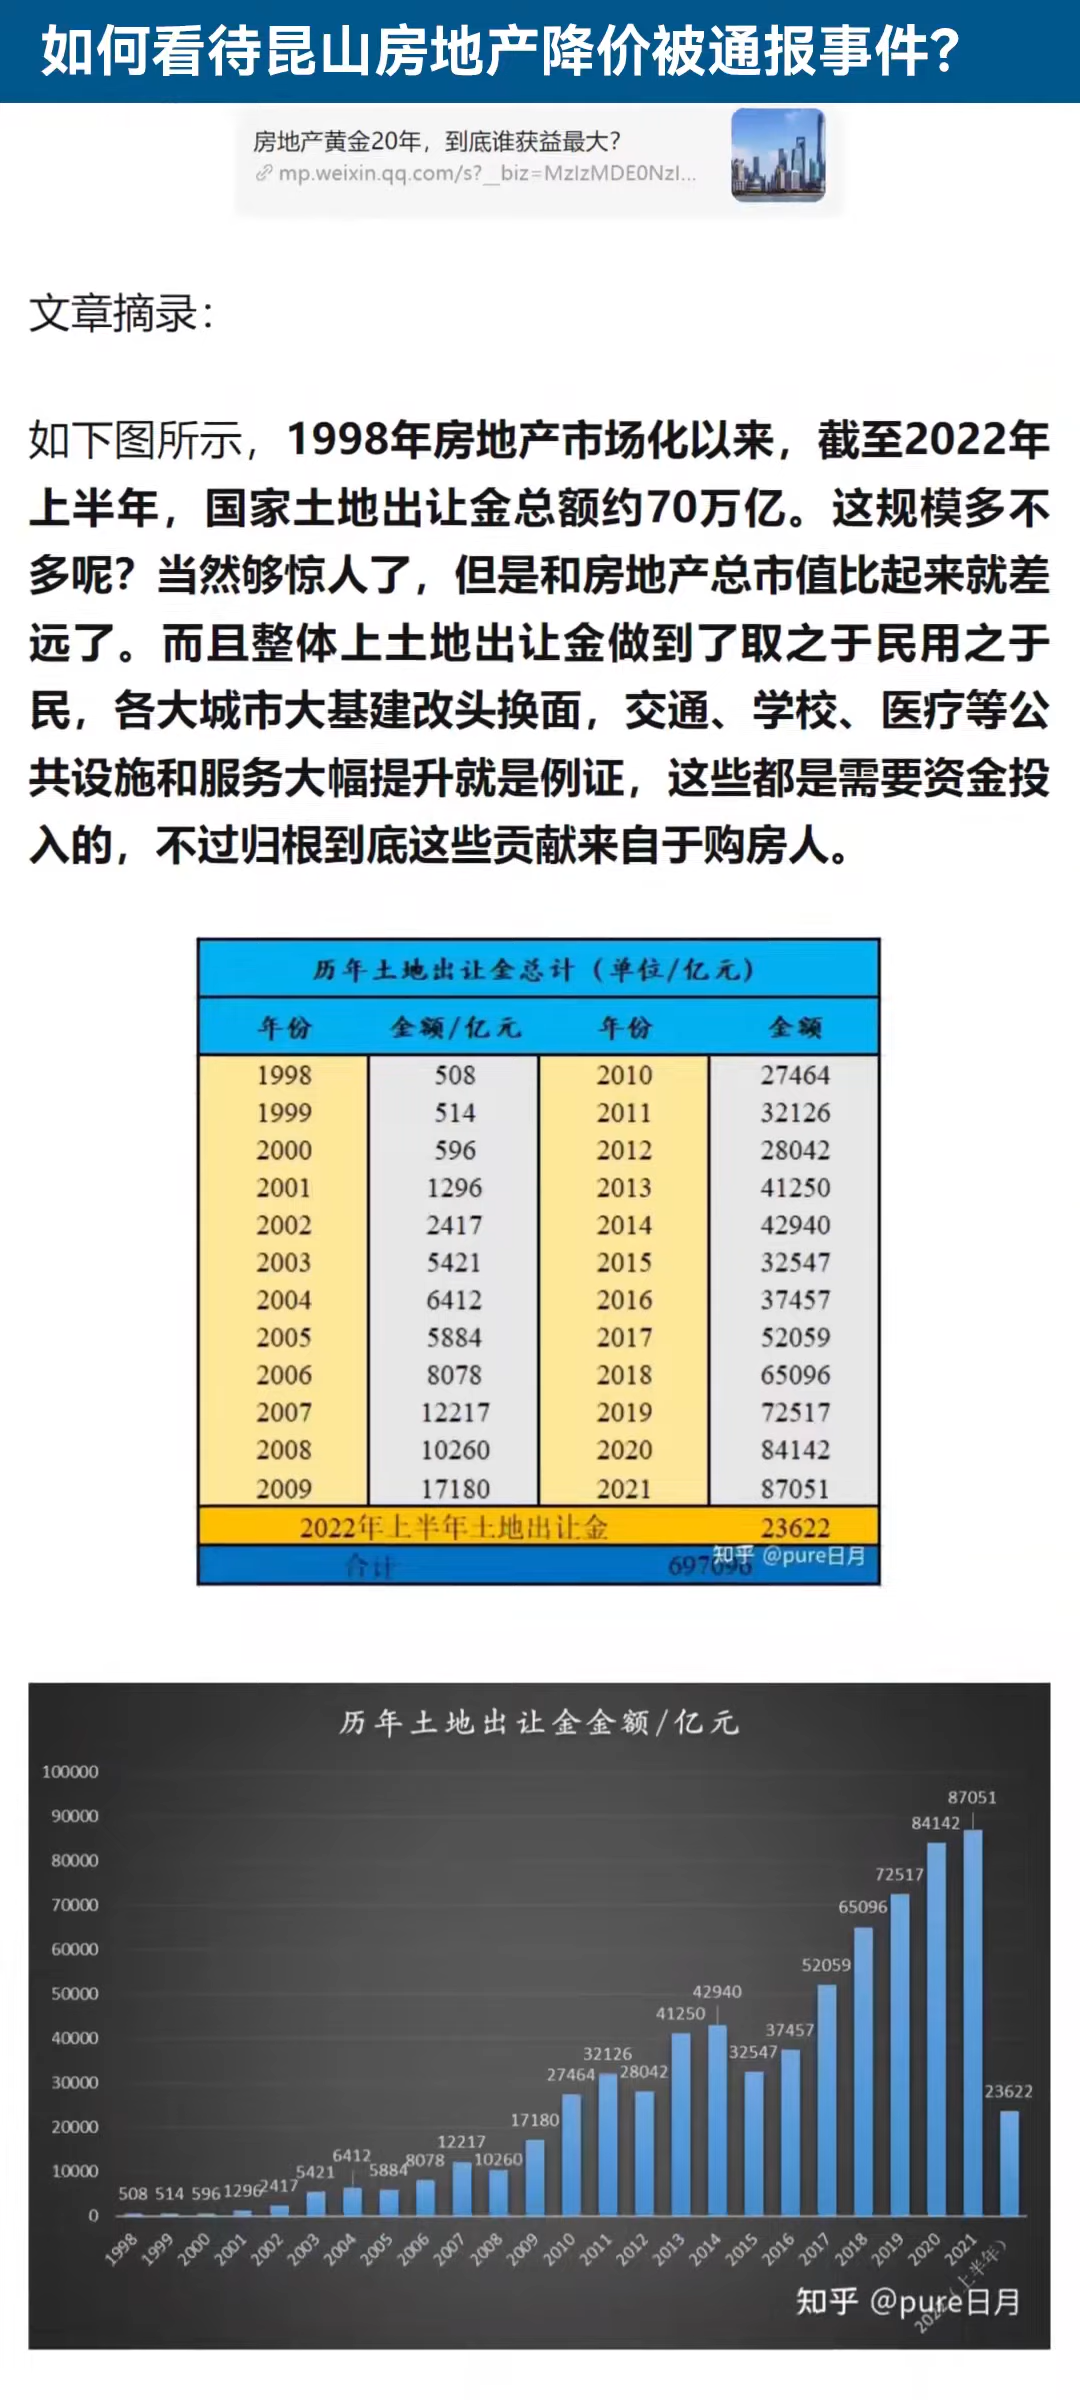 如何看待昆山房地产降价被通报事件?
房地产黄金20年，到底谁获益最大？
mp.weixin.qq.com/s?__biz=MzIzMDE0NzI...
文章摘录：
如下图所示，1998年房地产市场化以来，截至2022年
上半年，国家土地出让金总额约70万亿。这规模多不
多呢？当然够惊人了，但是和房地产总市值比起来就差
远了。而且整体上土地出让金做到了取之于民用之于
民，各大城市大基建改头换面，交通、学校、医疗等公
共设施和服务大幅提升就是例证，这些都是需要资金投
入的，不过归根到底这些贡献来自于购房人。
历年土地出让金总计（单位/亿元）
年份 金额/亿元 年份 金额
1998 508 2010 27464
1999 514 2011 32126
2000 596 2012 28042
2001 1296 2013 41250
2002 2417 2014 42940
2003 5421 2015 32547
2004 6412 2016 37457
2005 5884 2017 52059
2006 8078 2018 65096
2007 12217 2019 72517
2008 10260 2020 84142
2009 17180 2021 87051
2022年上半年土地出让金 23622
合计 697096
知乎 @pure日月
历年土地出让金金额/亿元
100000
90000
80000
70000
60000
50000
40000
30000
20000
10000
0
508 514 596 1296 2417 5421 6412 5884 8078 12217 10260 17180 27464 32126 28042 41250 42940 32547 37457 52059 65096 72517 84142 87051 23622
1998 1999 2000 2001 2002 2003 2004 2005 2006 2007 2008 2009 2010 2011 2012 2013 2014 2015 2016 2017 2018 2019 2020 2021 2022（上半年）
知乎 @pure日月